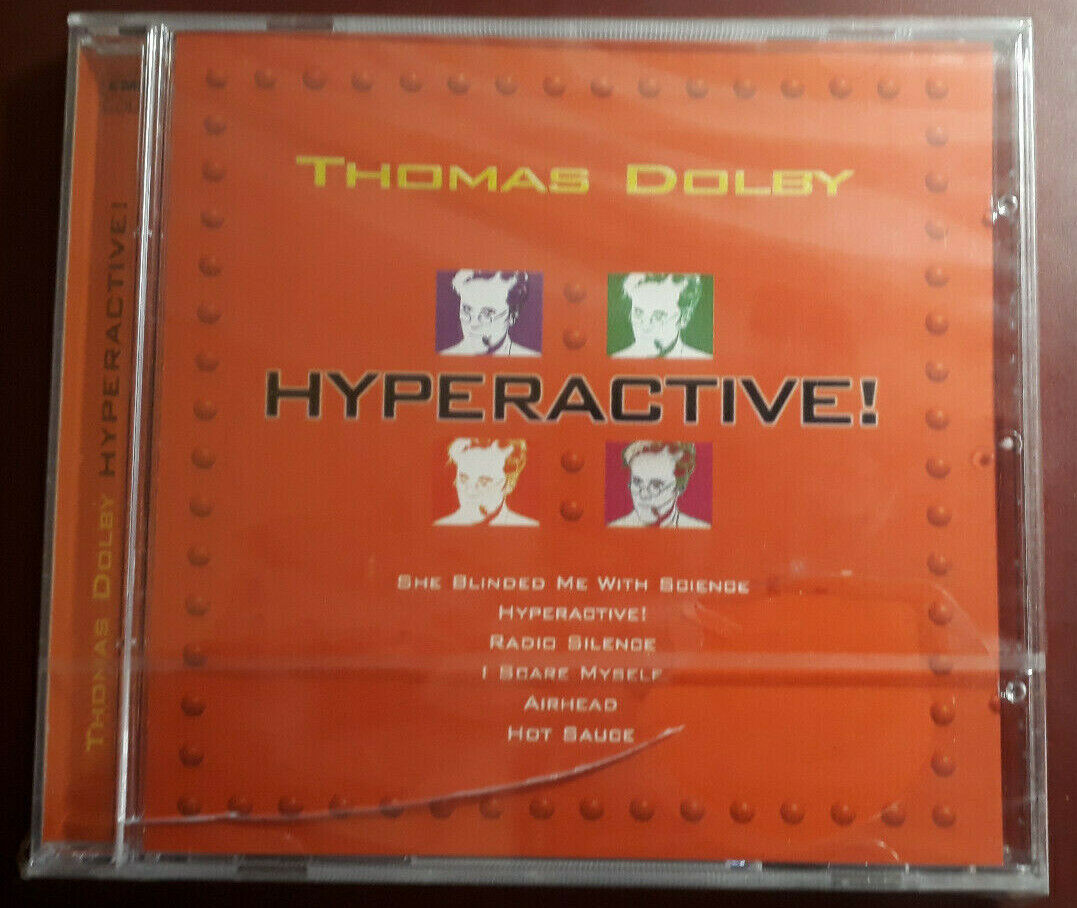 THOMAS DOLBY HYPERACTIVE!
THOMAS DOLBY
HYPERACTIVE!
SHE BLINDED ME WITH SCIENCE
HYPERACTIVE!
RADIO SILENCE
I SCARE MYSELF
AIRHEAD
HOT SAUCE